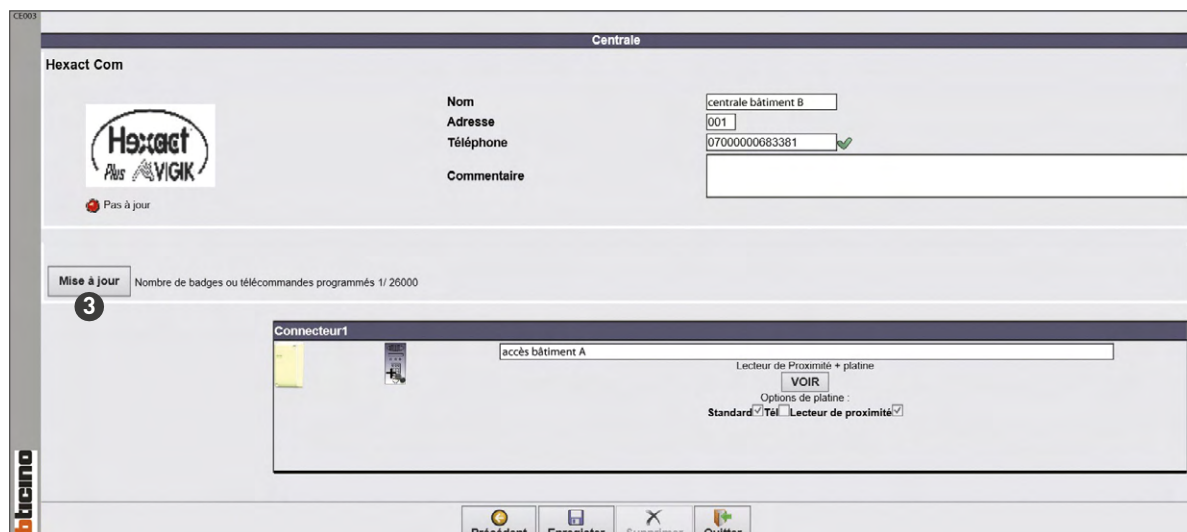 CE003
Centrale
Hexact Com
Hexact
Plus VIGIK
Pas à jour
Nom
centrale bâtiment B
Adresse
001
Téléphone
07000000683381
Commentaire
Mise à jour
Nombre de badges ou télécommandes programmés 1/ 26000
3
Connecteur1
accès bâtiment A
Lecteur de Proximité + platine
VOIR
Options de platine :
Standard Tél Lecteur de proximité
Précédent Enregistrer Supprimer Quitter
bticino